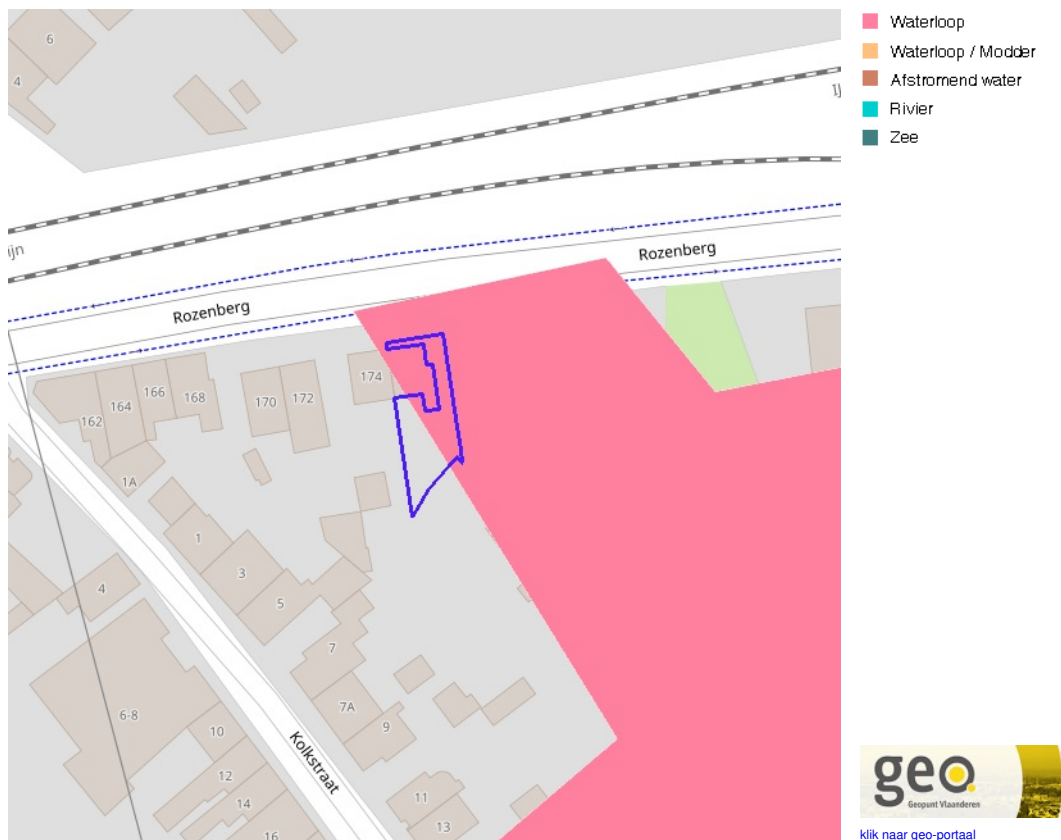 Waterloop
Waterloop / Modder
Afstromend water
Rivier
Zee
6
4
ijn
Rozenberg
Rozenberg
174
162
164
166
168
170
172
1A
1
3
5
4
7
7A
9
6-8
10
12
14
16
11
13
Kolkstraat
geo
Geopunt Vlaanderen
klik naar geo-portaal